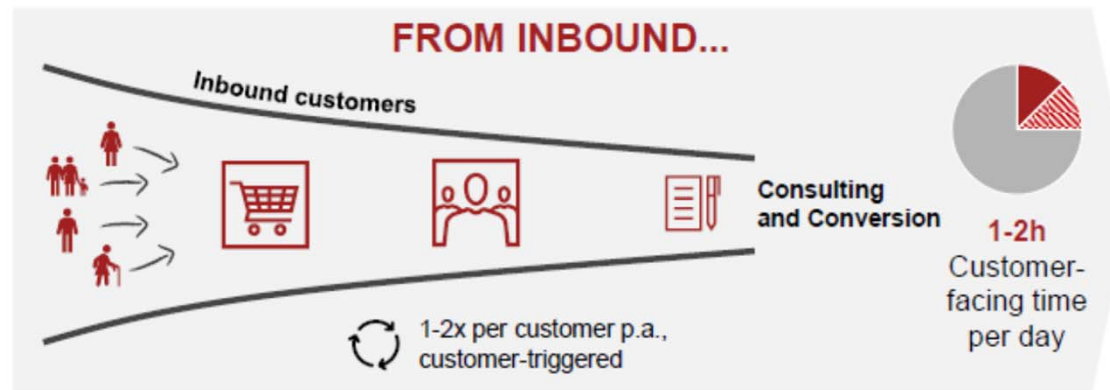 FROM INBOUND...
Inbound customers
Consulting
and Conversion
1-2h
Customer-
facing time
per day
1-2x per customer p.a.,
customer-triggered